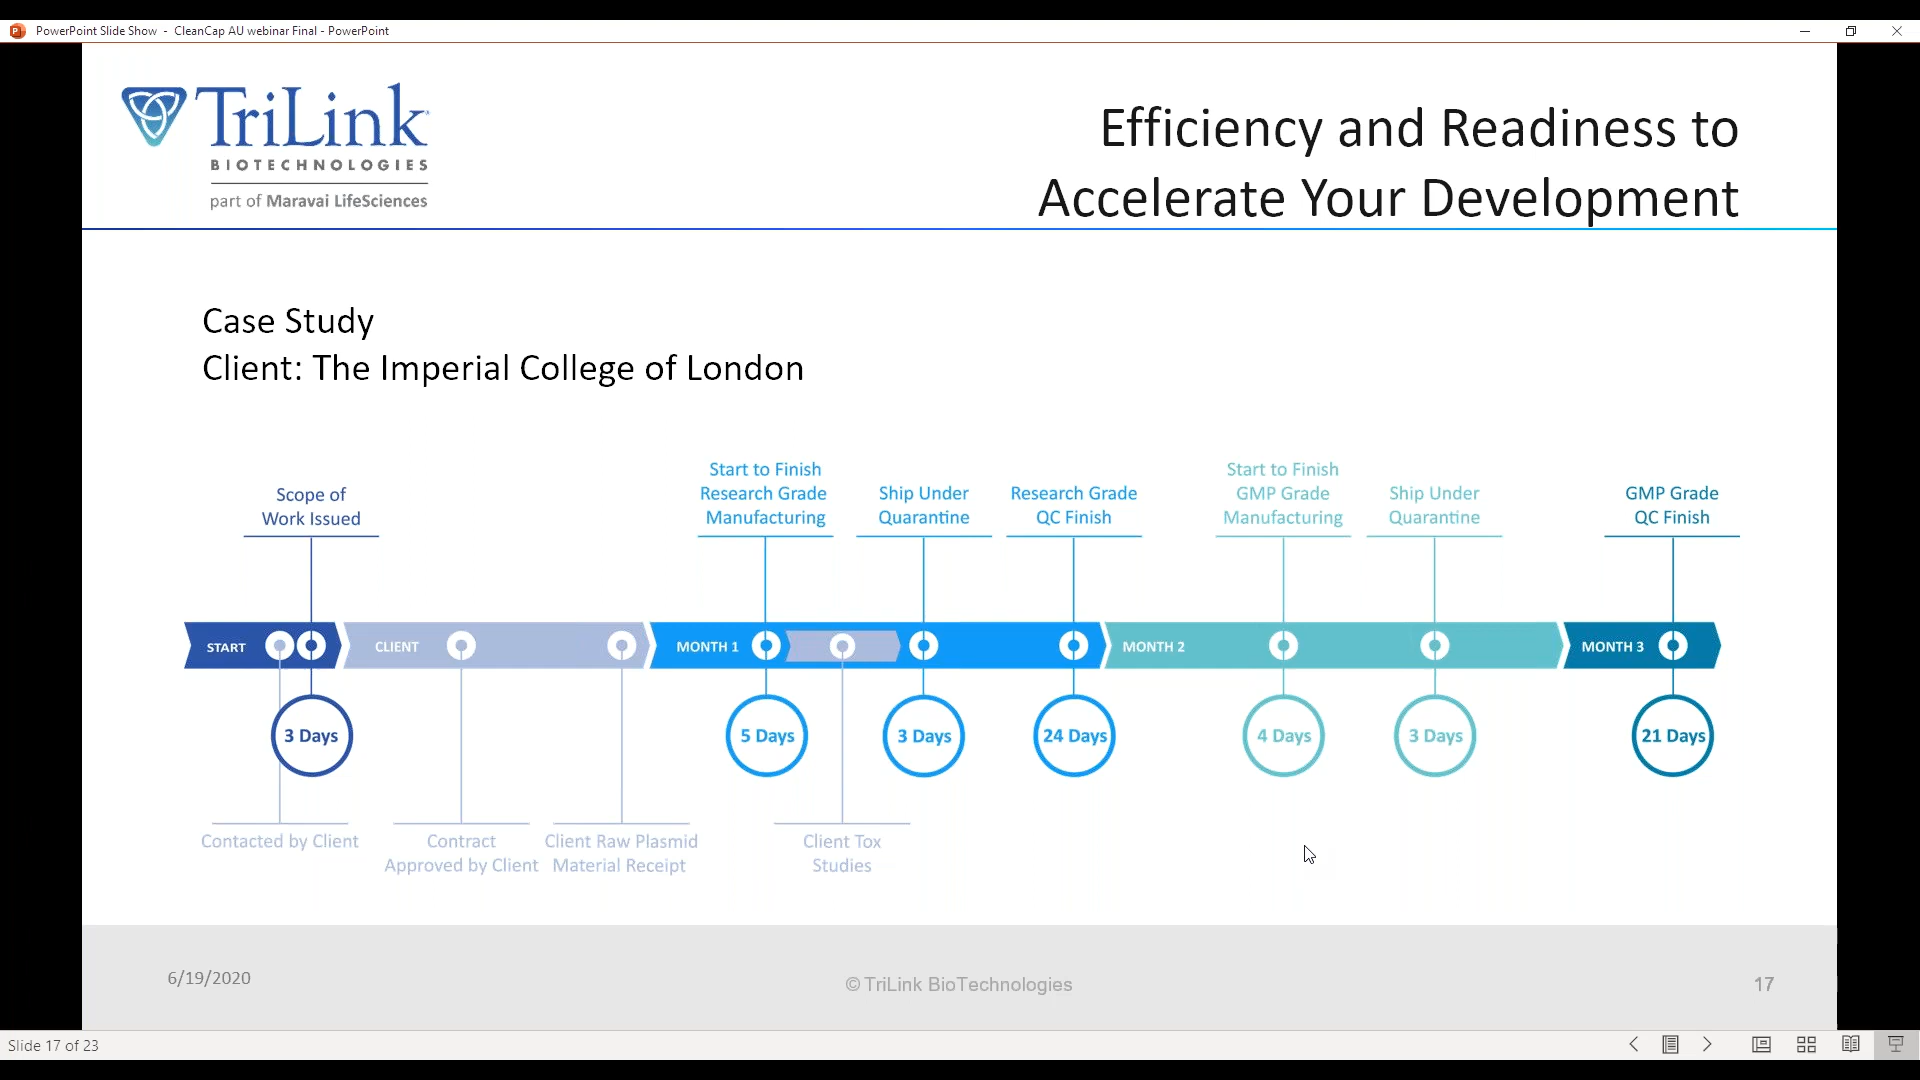 PowerPoint Slide Show - CleanCap AU webinar Final - PowerPoint
TriLink
BIOTECHNOLOGIES
part of Maravai LifeSciences
Efficiency and Readiness to
Accelerate Your Development
Case Study
Client: The Imperial College of London
Scope of
Work Issued
Start to Finish
Research Grade
Manufacturing
Ship Under
Quarantine
Research Grade
QC Finish
Start to Finish
GMP Grade
Manufacturing
Ship Under
Quarantine
GMP Grade
QC Finish
START
CLIENT
MONTH 1
MONTH 2
MONTH 3
3 Days
5 Days
3 Days
24 Days
4 Days
3 Days
21 Days
Contacted by Client
Contract
Approved by Client
Client Raw Plasmid
Material Receipt
Client Tox
Studies
6/19/2020
© TriLink BioTechnologies
17
Slide 17 of 23